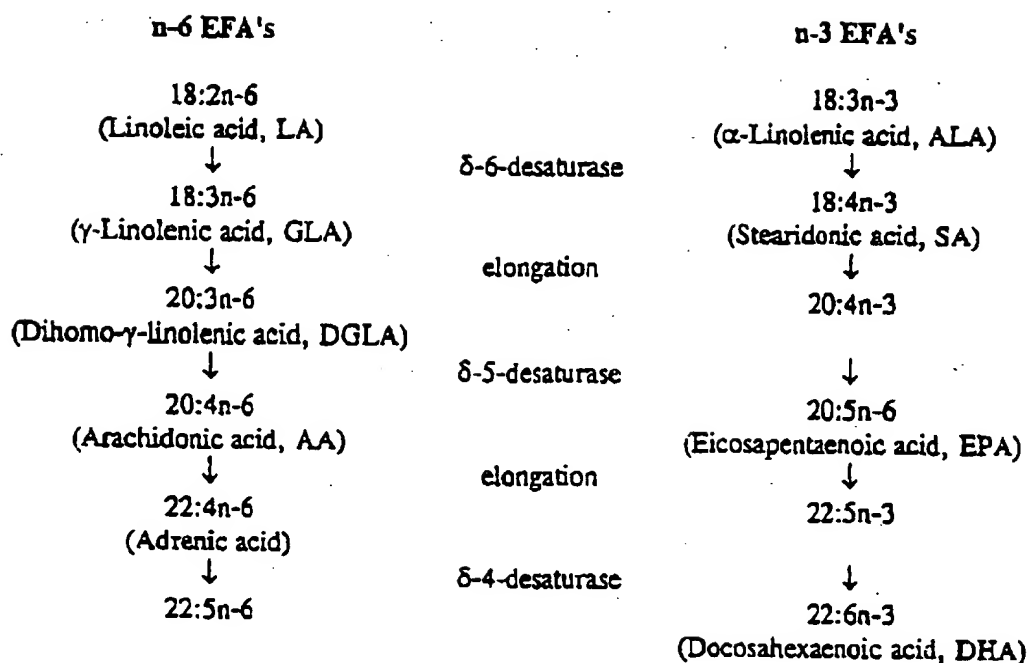 n-6 EFA's
n-3 EFA's
18:2n-6
(Linoleic acid, LA)
18:3n-3
(α-Linolenic acid, ALA)
↓
δ-6-desaturase
↓
18:3n-6
(γ-Linolenic acid, GLA)
18:4n-3
(Stearidonic acid, SA)
↓
elongation
↓
20:3n-6
(Dihomo-γ-linolenic acid, DGLA)
20:4n-3
↓
δ-5-desaturase
↓
20:4n-6
(Arachidonic acid, AA)
20:5n-6
(Eicosapentaenoic acid, EPA)
↓
elongation
↓
22:4n-6
(Adrenic acid)
22:5n-3
↓
δ-4-desaturase
↓
22:5n-6
22:6n-3
(Docosahexaenoic acid, DHA)